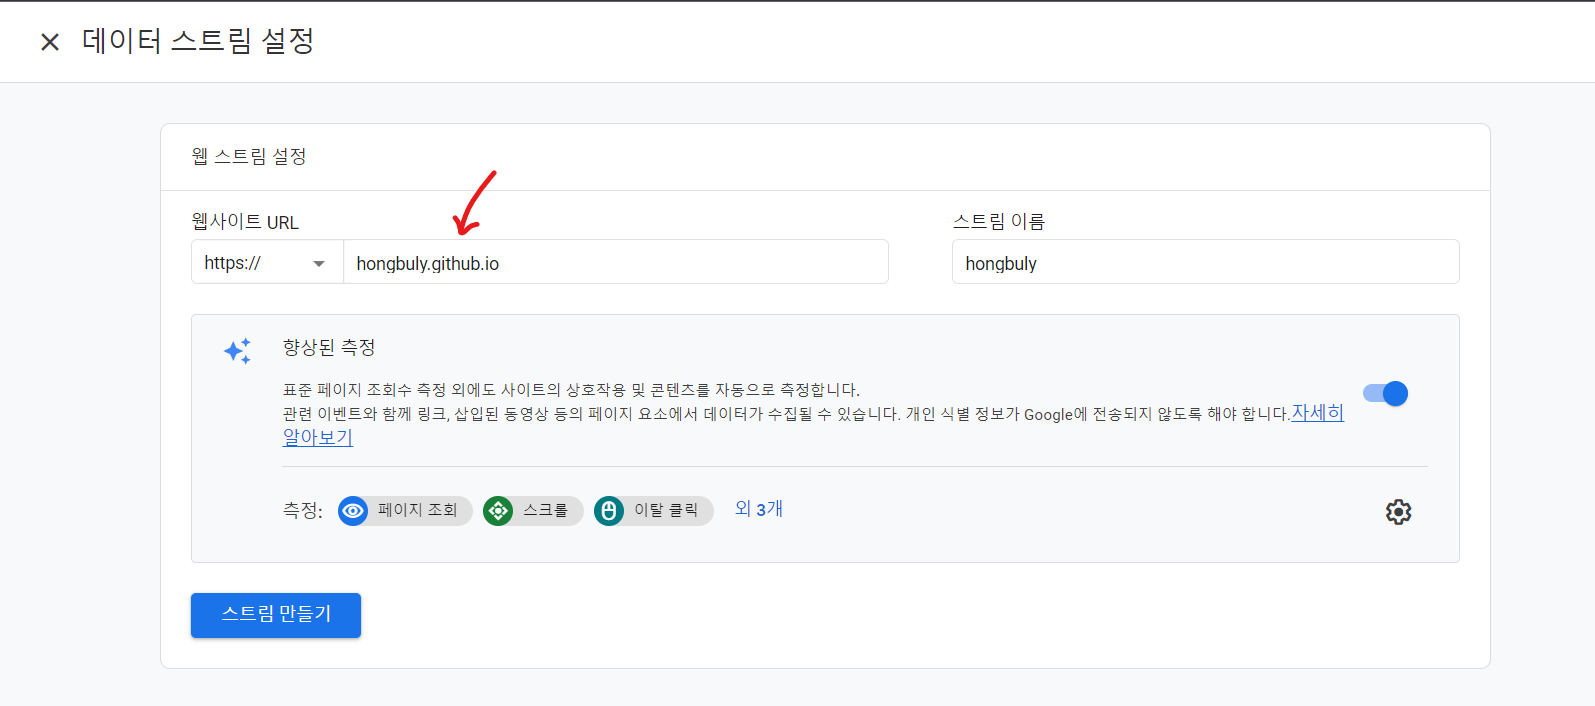 데이터 스트림 설정
웹 스트림 설정
웹사이트 URL
스트림 이름
https://
hongbuly.github.io
hongbuly
향상된 측정
표준 페이지 조회수 측정 외에도 사이트의 상호작용 및 콘텐츠를 자동으로 측정합니다.
관련 이벤트와 함께 링크, 삽입된 동영상 등의 페이지 요소에서 데이터가 수집될 수 있습니다. 개인 식별 정보가 Google에 전송되지 않도록 해야 합니다.자세히
알아보기
측정: 페이지 조회 스크롤 이탈 클릭 외 3개
스트림 만들기